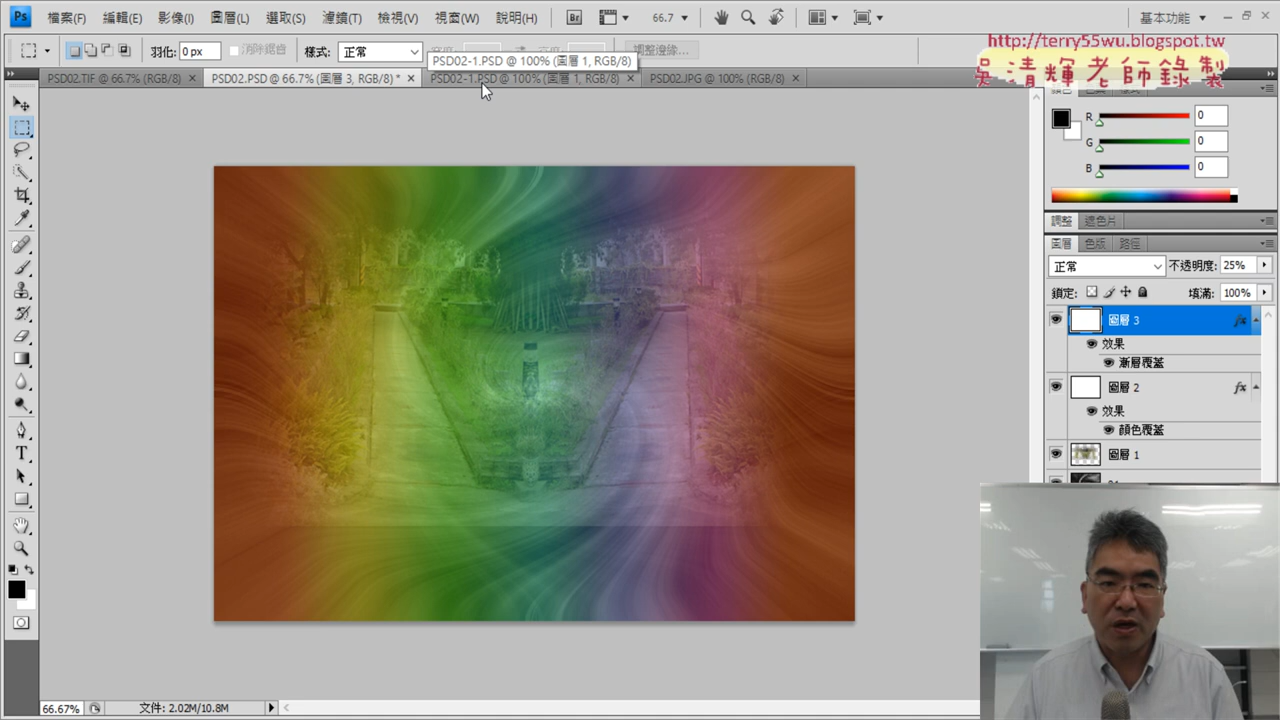 Ps 檔案(F) 編輯(E) 影像(I) 圖層(L) 選取(S) 濾鏡(T) 檢視(V) 視窗(W) 說明(H) Br 66.7 基本功能
http://terry55wu.blogspot.tw
羽化: 0 px 消除鋸齒 樣式: 正常 調整邊緣...
PSD02-1.PSD @ 100% (圖層 1, RGB/8)
吳清輝老師錄製
PSD02.TIF @ 66.7% (RGB/8) PSD02.PSD @ 66.7% (圖層 3, RGB/8) * PSD02-1.PSD @ 100% (圖層 1, RGB/8) PSD02.JPG @ 100% (RGB/8)
R 0
G 0
B 0
調整 遮色片
圖層 色版 路徑
正常 不透明度: 25%
鎖定: 填滿: 100%
圖層 3 fx
效果
漸層覆蓋
圖層 2 fx
效果
顏色覆蓋
圖層 1
66.67% 文件: 2.02M/10.8M